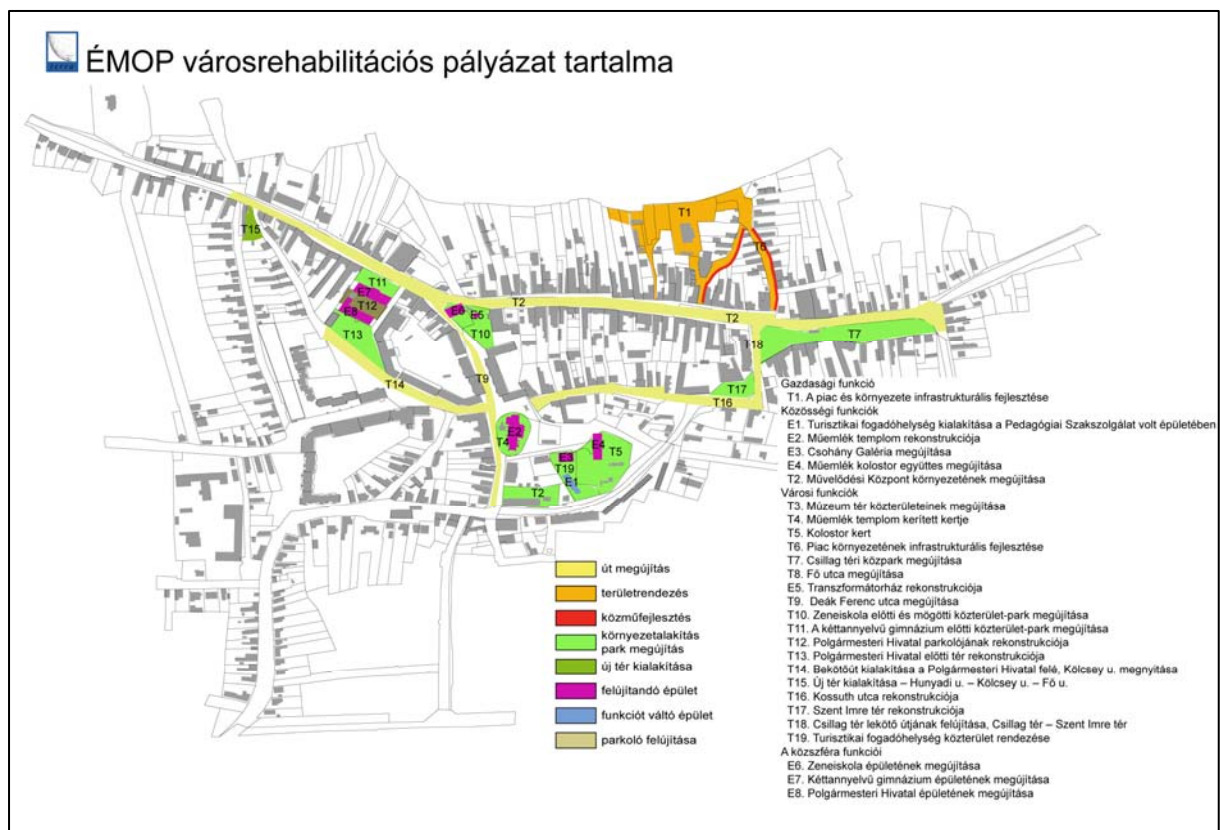 ÉMOP városrehabilitációs pályázat tartalma
T1
T6
T15
T11
E7
T12
E8
T13
T2
E6
E5
T10
T2
T18
T7
T9
T14
T17
T16
E2
T4
E4
E3
T5
T19
E1
T2
út megújítás
területrendezés
közműfejlesztés
környezetalakítás
park megújítás
új tér kialakítása
felújítandó épület
funkciót váltó épület
parkoló felújítása
Gazdasági funkció
T1. A piac és környezete infrastrukturális fejlesztése
Közösségi funkciók
E1. Turisztikai fogadóhelység kialakítása a Pedagógiai Szakszolgálat volt épületében
E2. Műemlék templom rekonstrukciója
E3. Csohány Galéria megújítása
E4. Műemlék kolostor együttes megújítása
T2. Művelődési Központ környezetének megújítása
Városi funkciók
T3. Múzeum tér közterületeinek megújítása
T4. Műemlék templom kerített kertje
T5. Kolostor kert
T6. Piac környezetének infrastrukturális fejlesztése
T7. Csillag téri közpark megújítása
T8. Fő utca megújítása
E5. Transzformátorház rekonstrukciója
T9. Deák Ferenc utca megújítása
T10. Zeneiskola előtti és mögötti közterület-park megújítása
T11. A kéttannyelvű gimnázium előtti közterület-park megújítása
T12. Polgármesteri Hivatal parkolójának rekonstrukciója
T13. Polgármesteri Hivatal előtti tér rekonstrukciója
T14. Bekötőút kialakítása a Polgármesteri Hivatal felé, Kölcsey u. megnyitása
T15. Új tér kialakítása – Hunyadi u. – Kölcsey u. – Fő u.
T16. Kossuth utca rekonstrukciója
T17. Szent Imre tér rekonstrukciója
T18. Csillag tér lekötő útjának felújítása, Csillag tér – Szent Imre tér
T19. Turisztikai fogadóhelység közterület rendezése
A közszféra funkciói
E6. Zeneiskola épületének megújítása
E7. Kéttannyelvű gimnázium épületének megújítása
E8. Polgármesteri Hivatal épületének megújítása